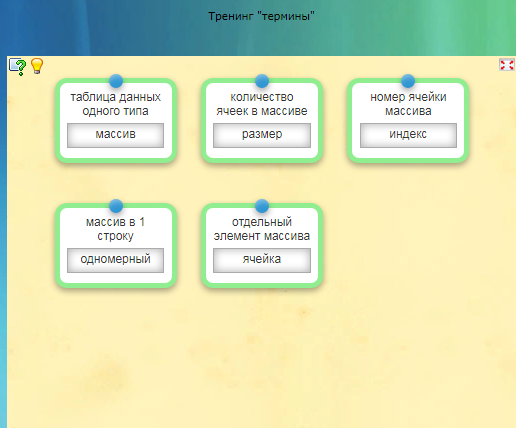 Тренинг "термины"
таблица данных
одного типа
массив
количество
ячеек в массиве
размер
номер ячейки
массива
индекс
массив в 1
строку
одномерный
отдельный
элемент массива
ячейка